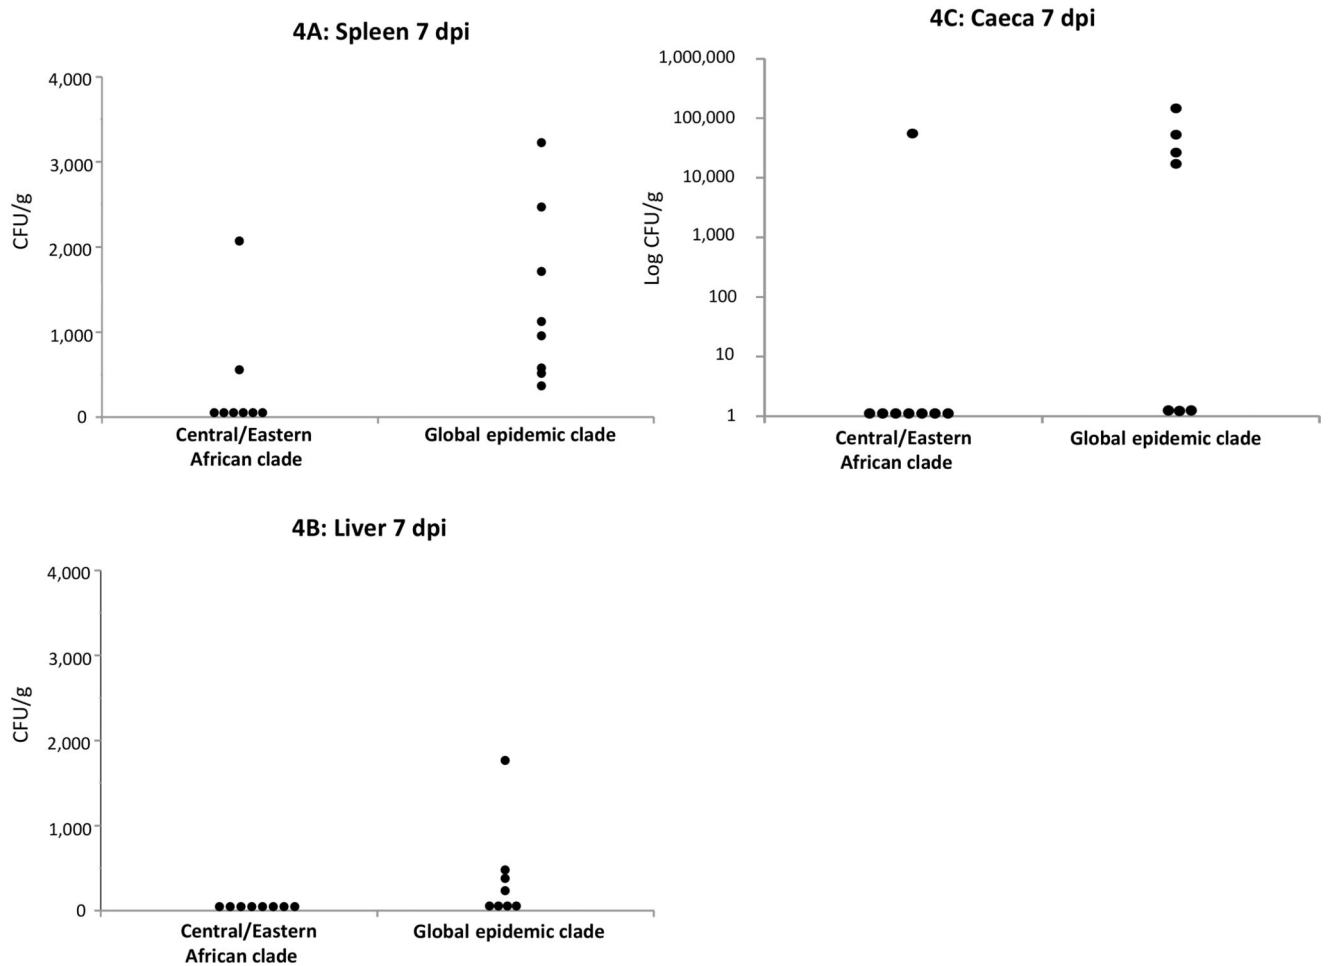 4A: Spleen 7 dpi
4,000
3,000
2,000
1,000
0
CFU/g
Central/Eastern
African clade
Global epidemic clade
4C: Caeca 7 dpi
1,000,000
100,000
10,000
1,000
100
10
1
Log CFU/g
Central/Eastern
African clade
Global epidemic clade
4B: Liver 7 dpi
4,000
3,000
2,000
1,000
0
CFU/g
Central/Eastern
African clade
Global epidemic clade